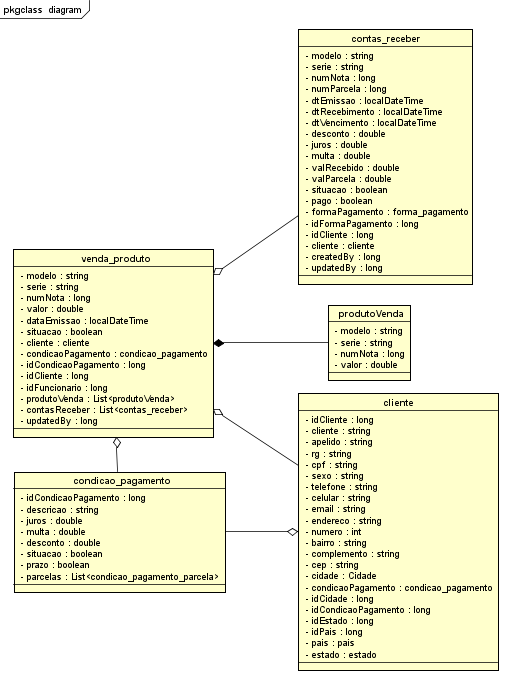 pkgclass diagram
contas_receber
- modelo : string
- serie : string
- numNota : long
- numParcela : long
- dtEmissao : localDateTime
- dtRecebimento : localDateTime
- dtVencimento : localDateTime
- desconto : double
- juros : double
- multa : double
- valRecebido : double
- valParcela : double
- situacao : boolean
- pago : boolean
- formaPagamento : forma_pagamento
- idFormaPagamento : long
- idCliente : long
- cliente : cliente
- createdBy : long
- updatedBy : long
venda_produto
- modelo : string
- serie : string
- numNota : long
- valor : double
- dataEmissao : localDateTime
- situacao : boolean
- cliente : cliente
- condicaoPagamento : condicao_pagamento
- idCondicaoPagamento : long
- idCliente : long
- idFuncionario : long
- produtoVenda : List<produtoVenda>
- contasReceber : List<contas_receber>
- updatedBy : long
produtoVenda
- modelo : string
- serie : string
- numNota : long
- valor : double
cliente
- idCliente : long
- cliente : string
- apelido : string
- rg : string
- cpf : string
- sexo : string
- telefone : string
- celular : string
- email : string
- endereco : string
- numero : int
- bairro : string
- complemento : string
- cep : string
- cidade : Cidade
- condicaoPagamento : condicao_pagamento
- idCidade : long
- idCondicaoPagamento : long
- idEstado : long
- idPais : long
- pais : pais
- estado : estado
condicao_pagamento
- idCondicaoPagamento : long
- descricao : string
- juros : double
- multa : double
- desconto : double
- situacao : boolean
- prazo : boolean
- parcelas : List<condicao_pagamento_parcela>